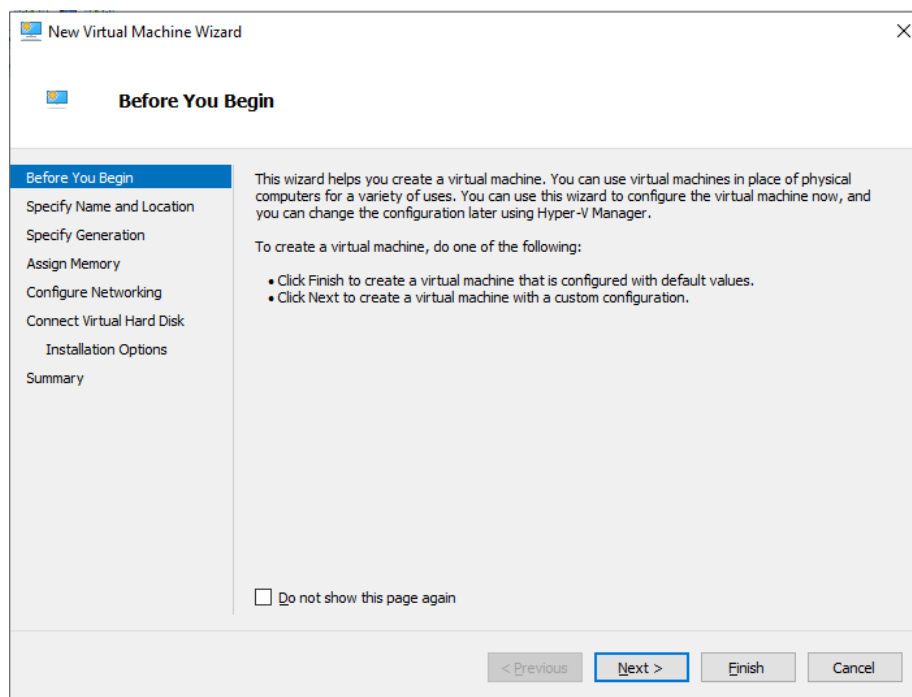 New Virtual Machine Wizard
Before You Begin
Before You Begin
Specify Name and Location
Specify Generation
Assign Memory
Configure Networking
Connect Virtual Hard Disk
Installation Options
Summary
This wizard helps you create a virtual machine. You can use virtual machines in place of physical
computers for a variety of uses. You can use this wizard to configure the virtual machine now, and
you can change the configuration later using Hyper-V Manager.
To create a virtual machine, do one of the following:
• Click Finish to create a virtual machine that is configured with default values.
• Click Next to create a virtual machine with a custom configuration.
Do not show this page again
< Previous
Next >
Finish
Cancel